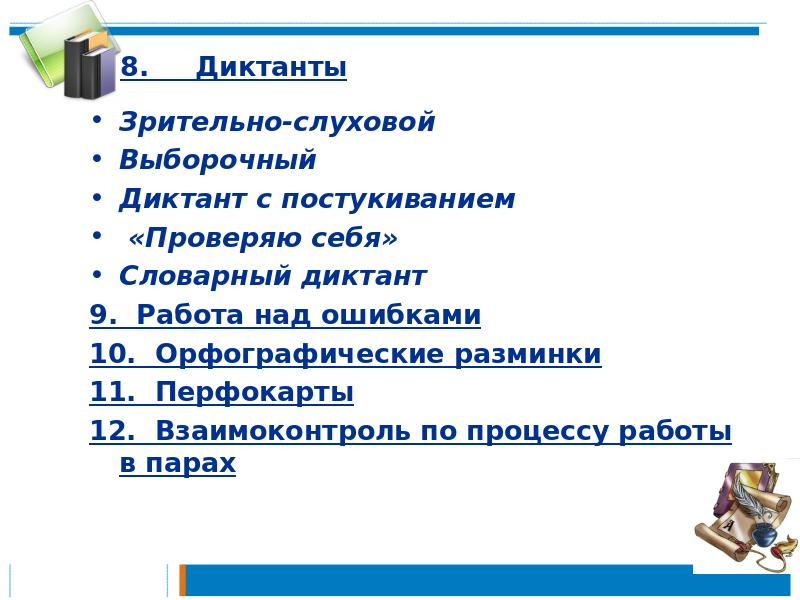 8. Диктанты
• Зрительно-слуховой
• Выборочный
• Диктант с постукиванием
• «Проверяю себя»
• Словарный диктант
9. Работа над ошибками
10. Орфографические разминки
11. Перфокарты
12. Взаимоконтроль по процессу работы
в парах
A